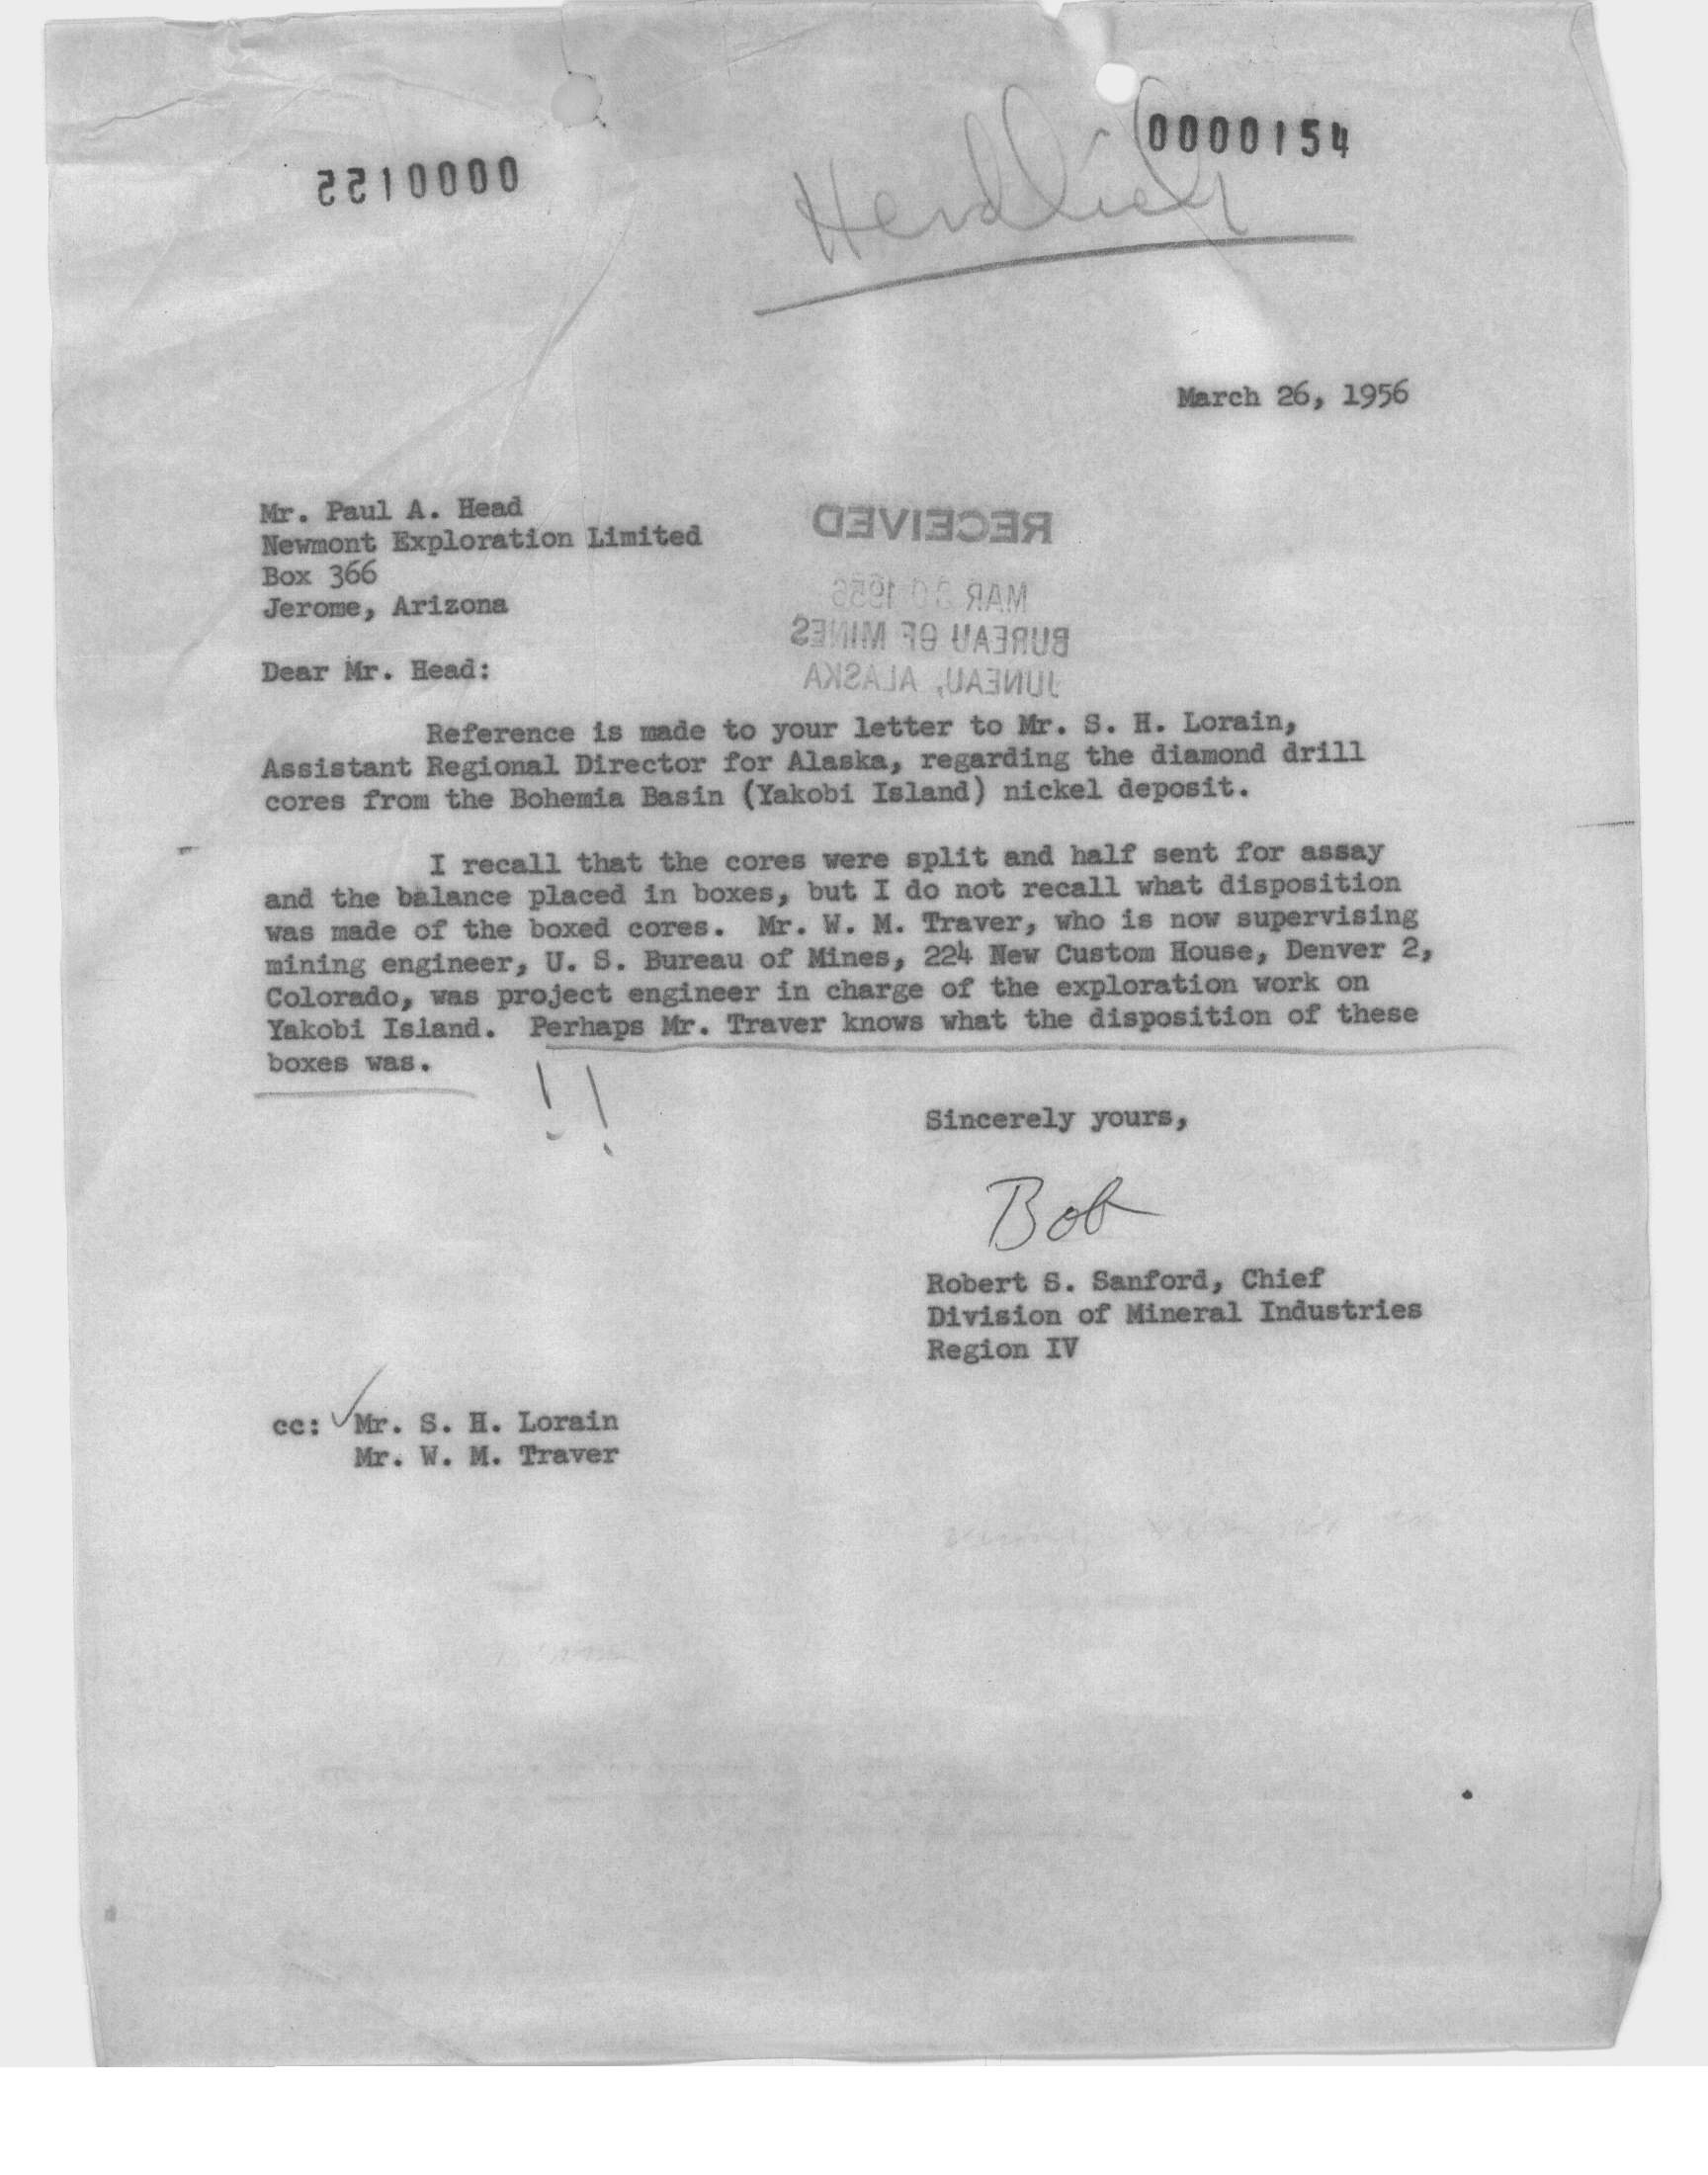 0000155
0000154
March 26, 1956
Mr. Paul A. Head
Newmont Exploration Limited
Box 366
Jerome, Arizona
RECEIVED
MAR 30 1956
BUREAU OF MINES
JUNEAU, ALASKA
Dear Mr. Head:
Reference is made to your letter to Mr. S. H. Lorain,
Assistant Regional Director for Alaska, regarding the diamond drill
cores from the Bohemia Basin (Yakobi Island) nickel deposit.
I recall that the cores were split and half sent for assay
and the balance placed in boxes, but I do not recall what disposition
was made of the boxed cores. Mr. W. M. Traver, who is now supervising
mining engineer, U. S. Bureau of Mines, 224 New Custom House, Denver 2,
Colorado, was project engineer in charge of the exploration work on
Yakobi Island. Perhaps Mr. Traver knows what the disposition of these
boxes was.
!!
Sincerely yours,
Bob
Robert S. Sanford, Chief
Division of Mineral Industries
Region IV
cc: ✓Mr. S. H. Lorain
Mr. W. M. Traver